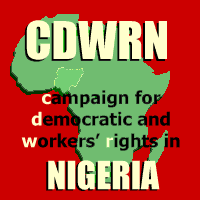 CDWRN
campaign for
democratic and
workers' rights in
NIGERIA